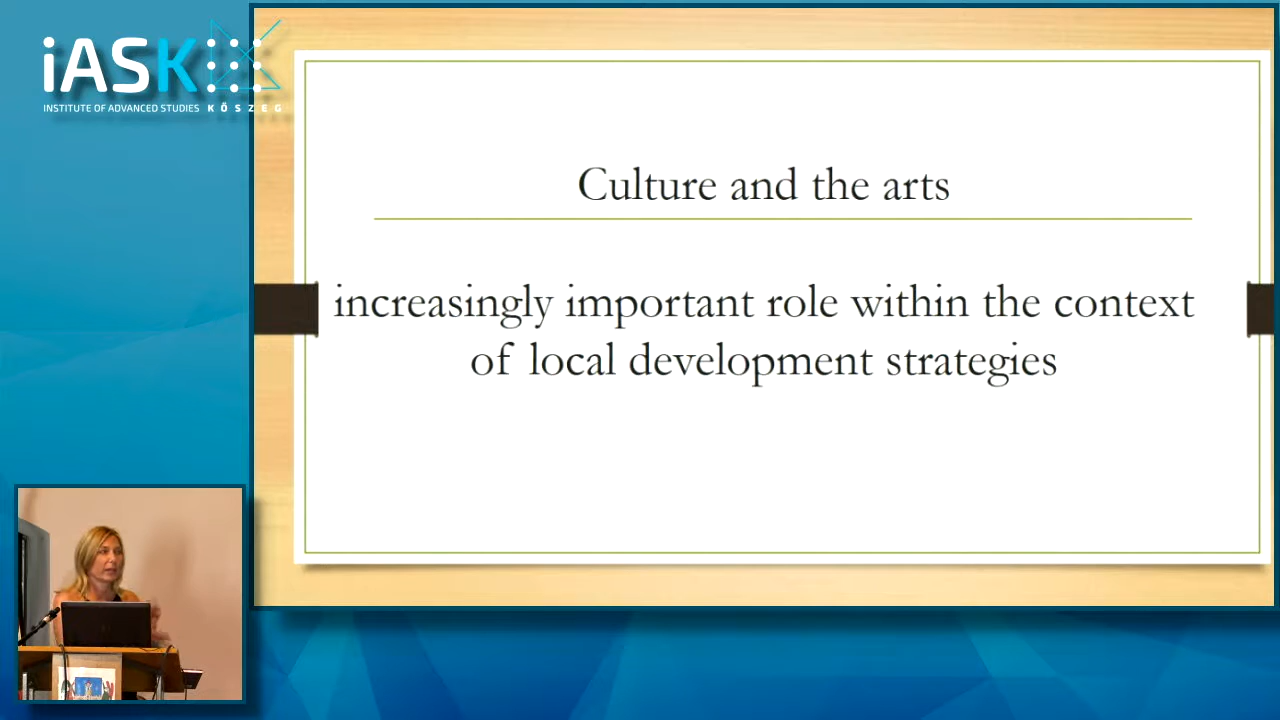 iASK
INSTITUTE OF ADVANCED STUDIES KŐSZEG
Culture and the arts
increasingly important role within the context
of local development strategies